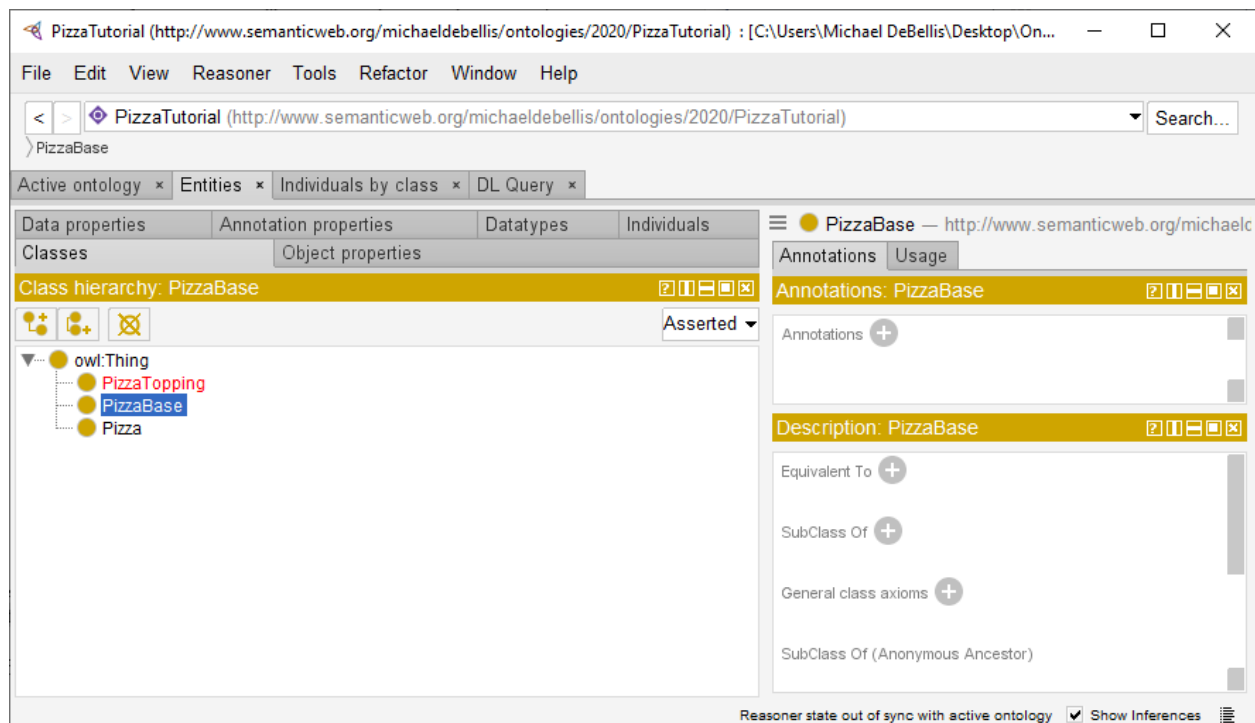 PizzaTutorial (http://www.semanticweb.org/michaeldebellis/ontologies/2020/PizzaTutorial) : [C:\Users\Michael DeBellis\Desktop\On...
File Edit View Reasoner Tools Refactor Window Help
< > PizzaTutorial (http://www.semanticweb.org/michaeldebellis/ontologies/2020/PizzaTutorial) Search...
PizzaBase
Active ontology × Entities × Individuals by class × DL Query ×
Data properties Annotation properties Datatypes Individuals
Classes Object properties
Class hierarchy: PizzaBase
Asserted
owl:Thing
PizzaTopping
PizzaBase
Pizza
PizzaBase — http://www.semanticweb.org/michaelc
Annotations Usage
Annotations: PizzaBase
Annotations
Description: PizzaBase
Equivalent To
SubClass Of
General class axioms
SubClass Of (Anonymous Ancestor)
Reasoner state out of sync with active ontology Show Inferences